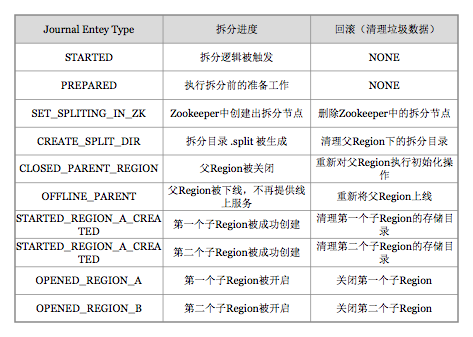 Journal Entey Type 拆分进度 回滚（清理垃圾数据）
STARTED 拆分逻辑被触发 NONE
PREPARED 执行拆分前的准备工作 NONE
SET_SPLITING_IN_ZK Zookeeper中创建出拆分节点 删除Zookeeper中的拆分节点
CREATE_SPLIT_DIR 拆分目录 .split 被生成 清理父Region下的拆分目录
CLOSED_PARENT_REGION 父Region被关闭 重新对父Region执行初始化操
作
OFFLINE_PARENT 父Region被下线，不再提供线
上服务 重新将父Region上线
STARTED_REGION_A_CREA
TED 第一个子Region被成功创建 清理第一个子Region的存储目
录
STARTED_REGION_A_CREA
TED 第二个子Region被成功创建 清理第二个子Region的存储目
录
OPENED_REGION_A 第一个子Region被开启 关闭第一个子Region
OPENED_REGION_B 第二个子Region被开启 关闭第二个子Region